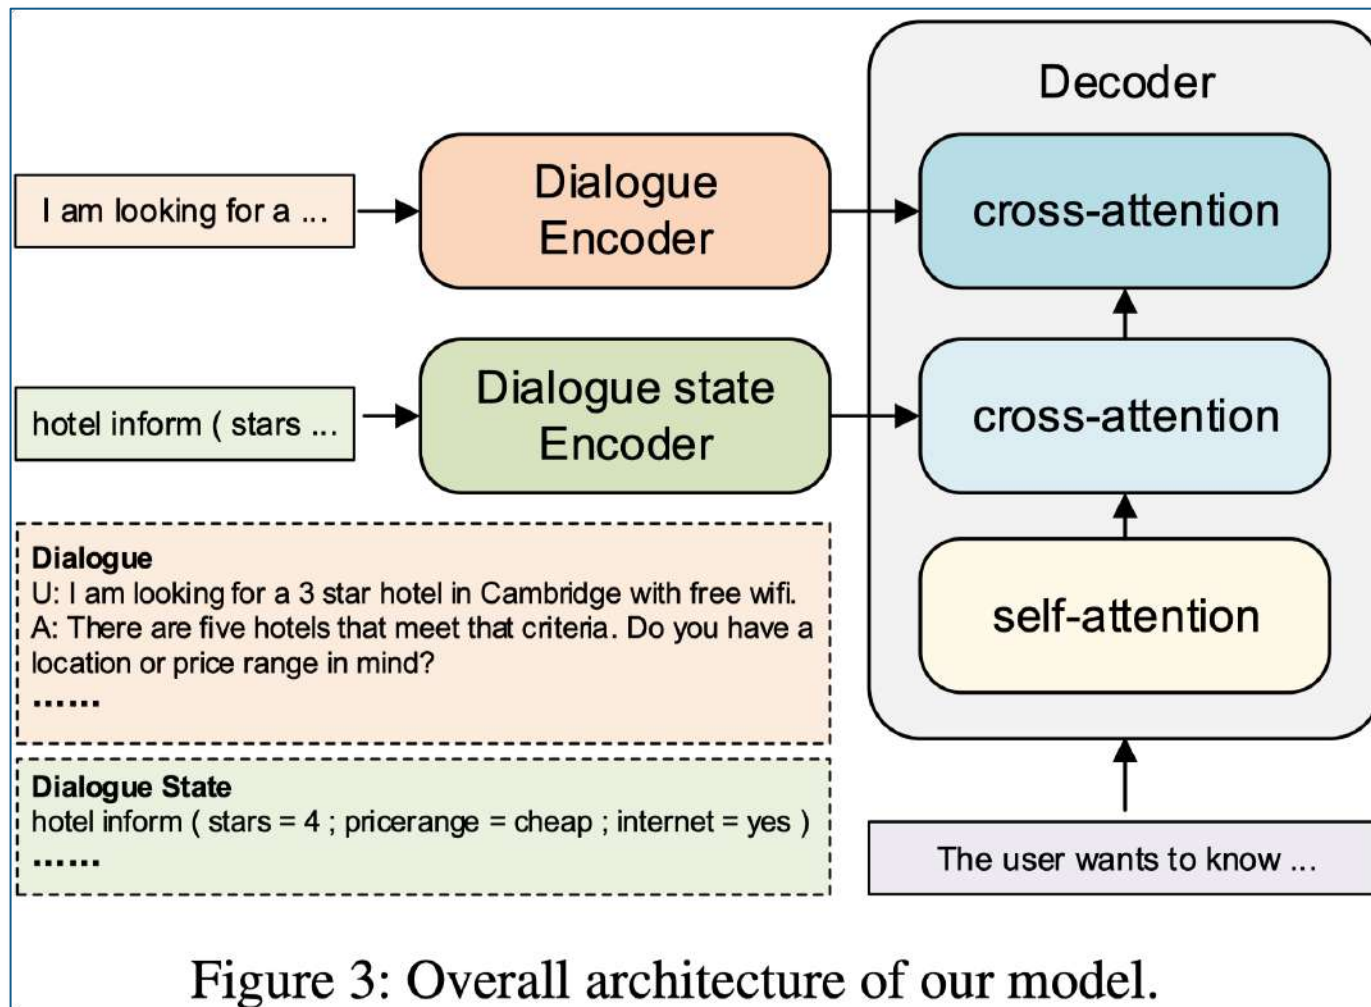 Decoder
I am looking for a ...
Dialogue
Encoder
cross-attention
hotel inform ( stars ...
Dialogue state
Encoder
cross-attention
self-attention
Dialogue
U: I am looking for a 3 star hotel in Cambridge with free wifi.
A: There are five hotels that meet that criteria. Do you have a
location or price range in mind?
......
Dialogue State
hotel inform ( stars = 4 ; pricerange = cheap ; internet = yes )
......
The user wants to know ...
Figure 3: Overall architecture of our model.